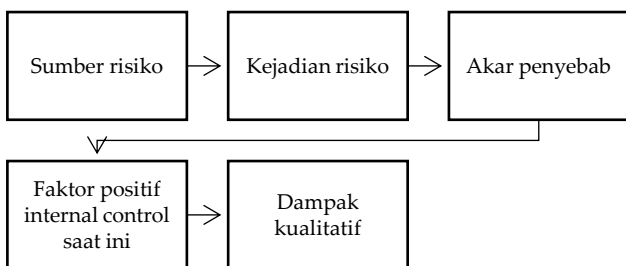 Sumber risiko
Kejadian risiko
Akar penyebab
Faktor positif
internal control
saat ini
Dampak
kualitatif